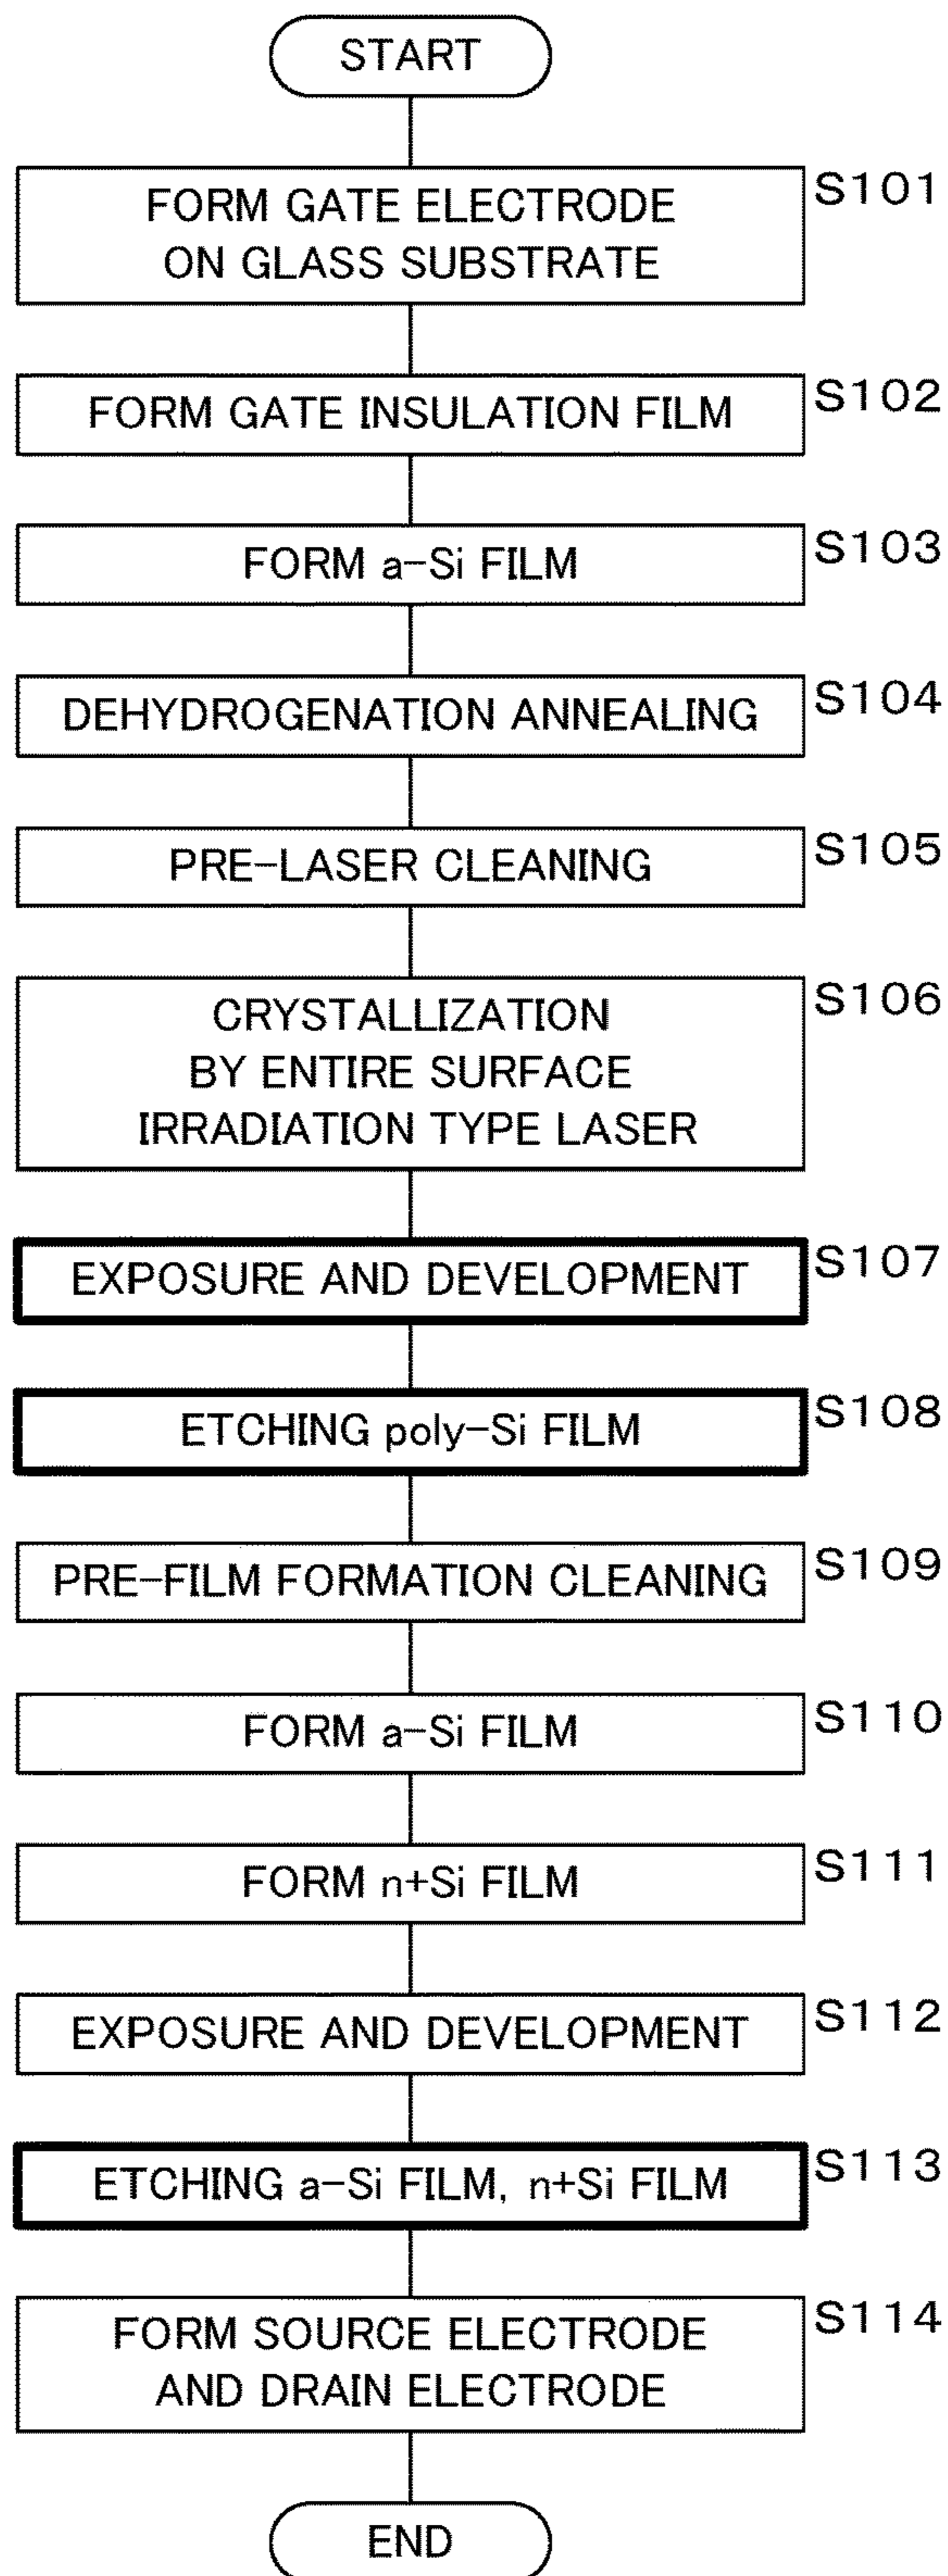 START
S101
FORM GATE ELECTRODE
ON GLASS SUBSTRATE
S102
FORM GATE INSULATION FILM
S103
FORM a-Si FILM
S104
DEHYDROGENATION ANNEALING
S105
PRE-LASER CLEANING
S106
CRYSTALLIZATION
BY ENTIRE SURFACE
IRRADIATION TYPE LASER
S107
EXPOSURE AND DEVELOPMENT
S108
ETCHING poly-Si FILM
S109
PRE-FILM FORMATION CLEANING
S110
FORM a-Si FILM
S111
FORM n+Si FILM
S112
EXPOSURE AND DEVELOPMENT
S113
ETCHING a-Si FILM, n+Si FILM
S114
FORM SOURCE ELECTRODE
AND DRAIN ELECTRODE
END